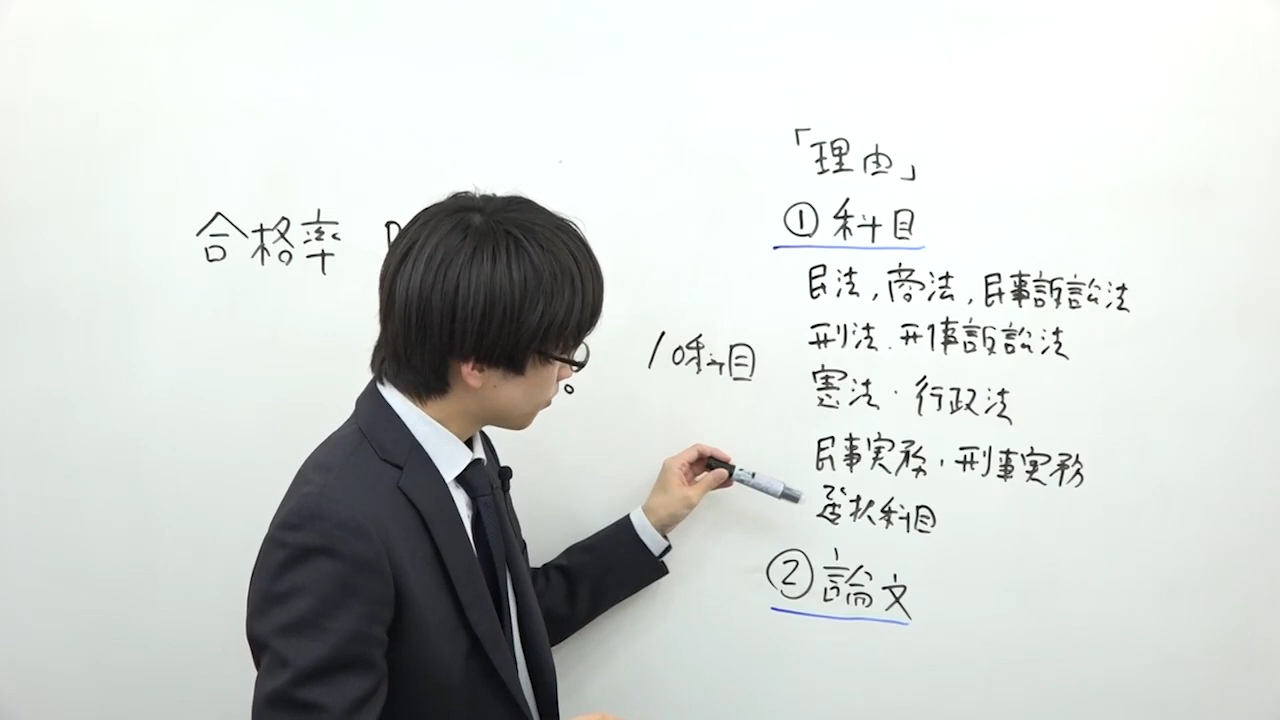 合格率
10科目
「理由」
① 科目
民法,商法,民事訴訟法
刑法.刑事訴訟法
憲法・行政法
民事実務・刑事実務
選択科目
② 論文